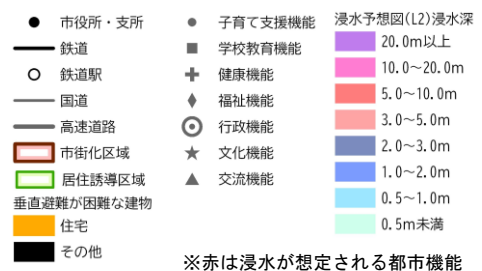 市役所・支所
鉄道
鉄道駅
国道
高速道路
市街化区域
居住誘導区域
垂直避難が困難な建物
住宅
その他
子育て支援機能
学校教育機能
健康機能
福祉機能
行政機能
文化機能
交流機能
浸水予想図(L2)浸水深
20.0m以上
10.0～20.0m
5.0～10.0m
3.0～5.0m
2.0～3.0m
1.0～2.0m
0.5～1.0m
0.5m未満
※赤は浸水が想定される都市機能